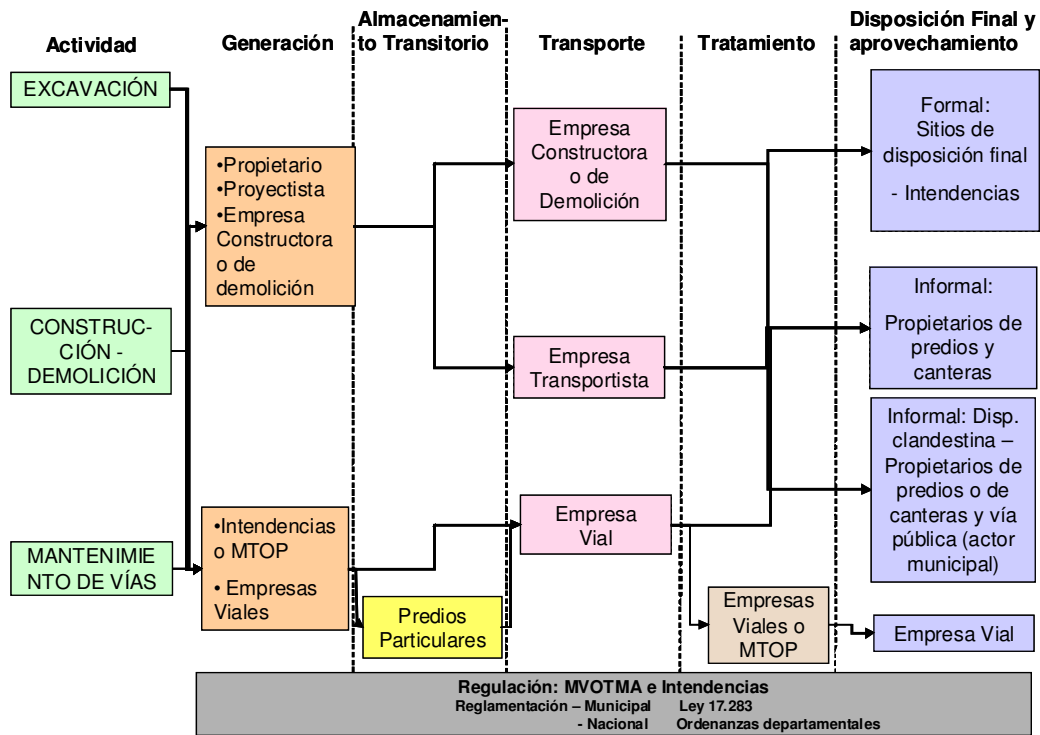 Actividad
Generación
Almacenamien-
to Transitorio
Transporte
Tratamiento
Disposición Final y
aprovechamiento
EXCAVACIÓN
CONSTRUC-
CIÓN -
DEMOLICIÓN
MANTENIMIE
NTO DE VÍAS
•Propietario
•Proyectista
•Empresa
Constructora
o de
demolición
•Intendencias
o MTOP
• Empresas
Viales
Predios
Particulares
Empresa
Constructora
o de
Demolición
Empresa
Transportista
Empresa
Vial
Empresas
Viales o
MTOP
Formal:
Sitios de
disposición final
- Intendencias
Informal:
Propietarios de
predios y
canteras
Informal: Disp.
clandestina –
Propietarios de
predios o de
canteras y vía
pública (actor
municipal)
Empresa Vial
Regulación: MVOTMA e Intendencias
Reglamentación – Municipal Ley 17.283
- Nacional Ordenanzas departamentales